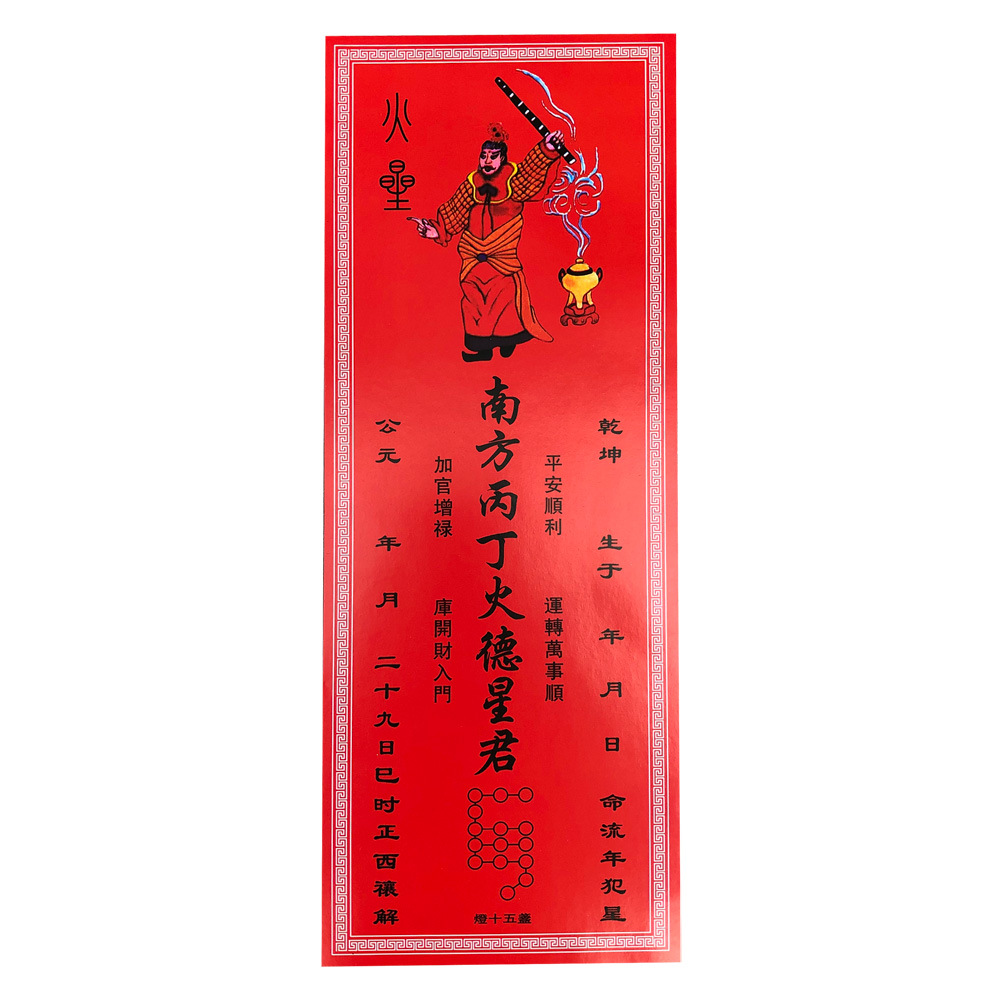 火星
乾坤 生于 年 月 日 命流年犯星
平安順利 運轉萬事順
南方丙丁火德星君
加官增禄 庫開財入門
公元 年 月 二十九日巳时正西禳解
燈十五盞